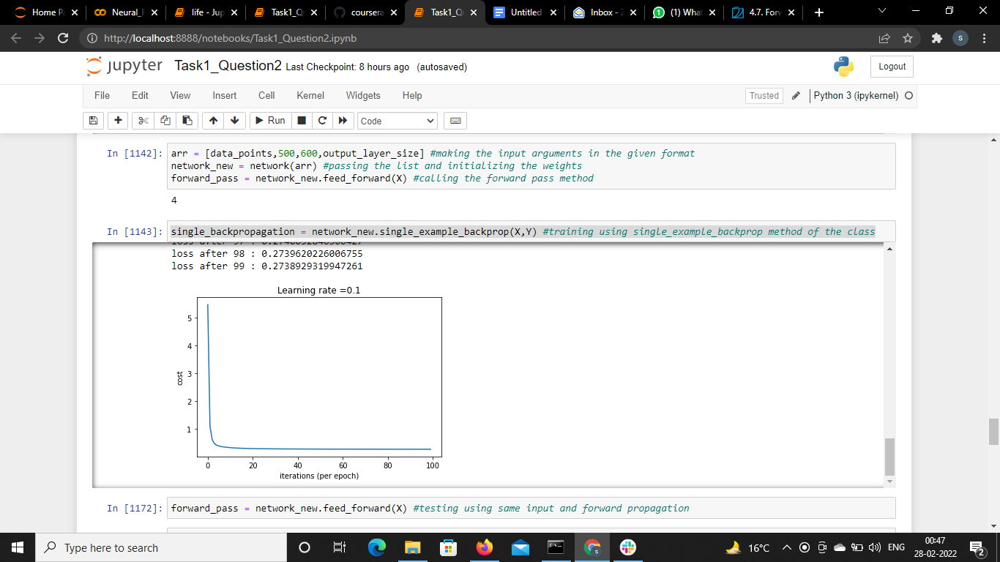 Home Pa
Neural_F
life - Jup
Task1_Q
coursera
Task1_Q
Untitled
Inbox - 2
(1) What
4.7. Forw
http://localhost:8888/notebooks/Task1_Question2.ipynb
s
jupyter Task1_Question2 Last Checkpoint: 8 hours ago (autosaved)
Logout
File Edit View Insert Cell Kernel Widgets Help
Trusted
Python 3 (ipykernel)
Run
Code
In [1142]: arr = [data_points,500,600,output_layer_size] #making the input arguments in the given format
network_new = network(arr) #passing the list and initializing the weights
forward_pass = network_new.feed_forward(X) #calling the forward pass method
4
In [1143]: single_backpropagation = network_new.single_example_backprop(X,Y) #training using single_example_backprop method of the class
loss after 98 : 0.2739620226006755
loss after 99 : 0.2738929319947261
Learning rate =0.1
5
4
3
2
1
cost
0 20 40 60 80 100
iterations (per epoch)
In [1172]: forward_pass = network_new.feed_forward(X) #testing using same input and forward propagation
Type here to search
16°C
ENG
00:47
28-02-2022
2